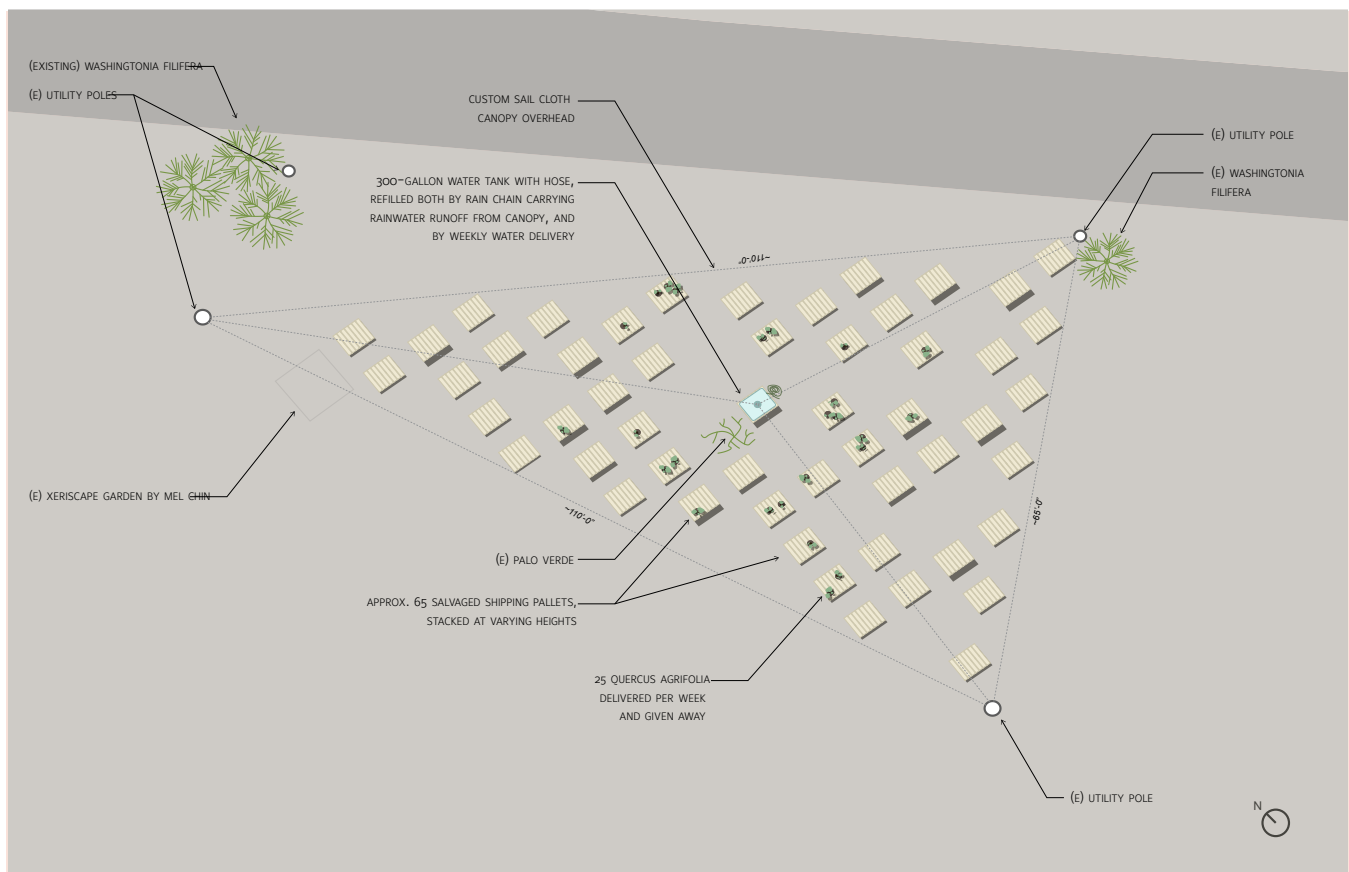 (EXISTING) WASHINGTONIA FILIFERA
(E) UTILITY POLES
CUSTOM SAIL CLOTH
CANOPY OVERHEAD
300-GALLON WATER TANK WITH HOSE,
REFILLED BOTH BY RAIN CHAIN CARRYING
RAINWATER RUNOFF FROM CANOPY, AND
BY WEEKLY WATER DELIVERY
(E) UTILITY POLE
(E) WASHINGTONIA
FILIFERA
~110'-0"
(E) XERISCAPE GARDEN BY MEL CHIN
~110'-0"
~65'-0"
(E) PALO VERDE
APPROX. 65 SALVAGED SHIPPING PALLETS,
STACKED AT VARYING HEIGHTS
25 QUERCUS AGRIFOLIA
DELIVERED PER WEEK
AND GIVEN AWAY
(E) UTILITY POLE
N